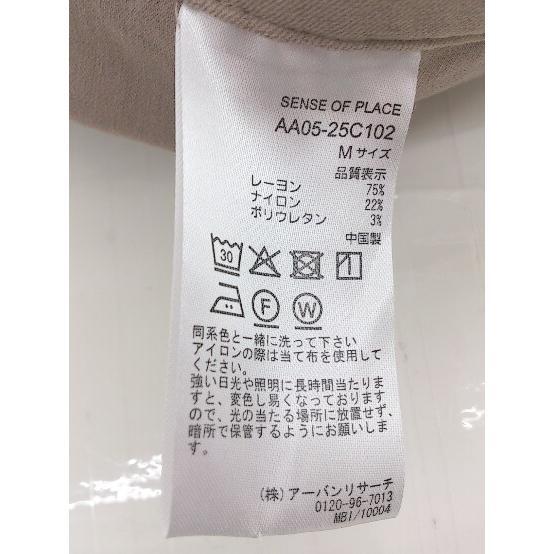 SENSE OF PLACE
AA05-25C102
Mサイズ
品質表示
レーヨン 75%
ナイロン 22%
ポリウレタン 3%
中国製
30
F W
同系色と一緒に洗って下さい
アイロンの際は当て布を使用して
ください。
強い日光や照明に長時間当たりま
すと、変色し易くなっております
ので、光の当たる場所に放置せず、
暗所で保管するようにお願いしま
す。
(株)アーバンリサーチ
0120-96-7013
MBI/10004